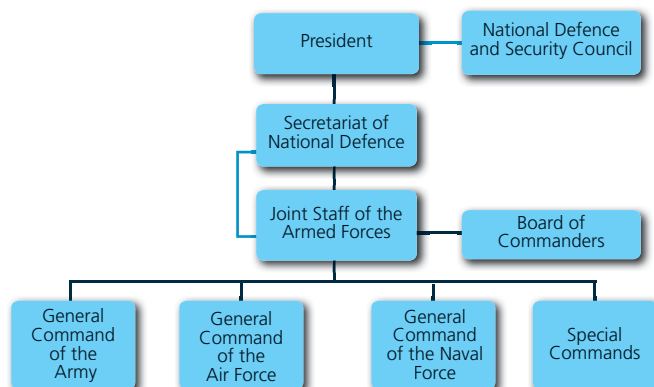 President
National Defence
and Security Council
Secretariat of
National Defence
Joint Staff of the
Armed Forces
Board of
Commanders
General
Command
of the
Army
General
Command
of the
Air Force
General
Command
of the Naval
Force
Special
Commands